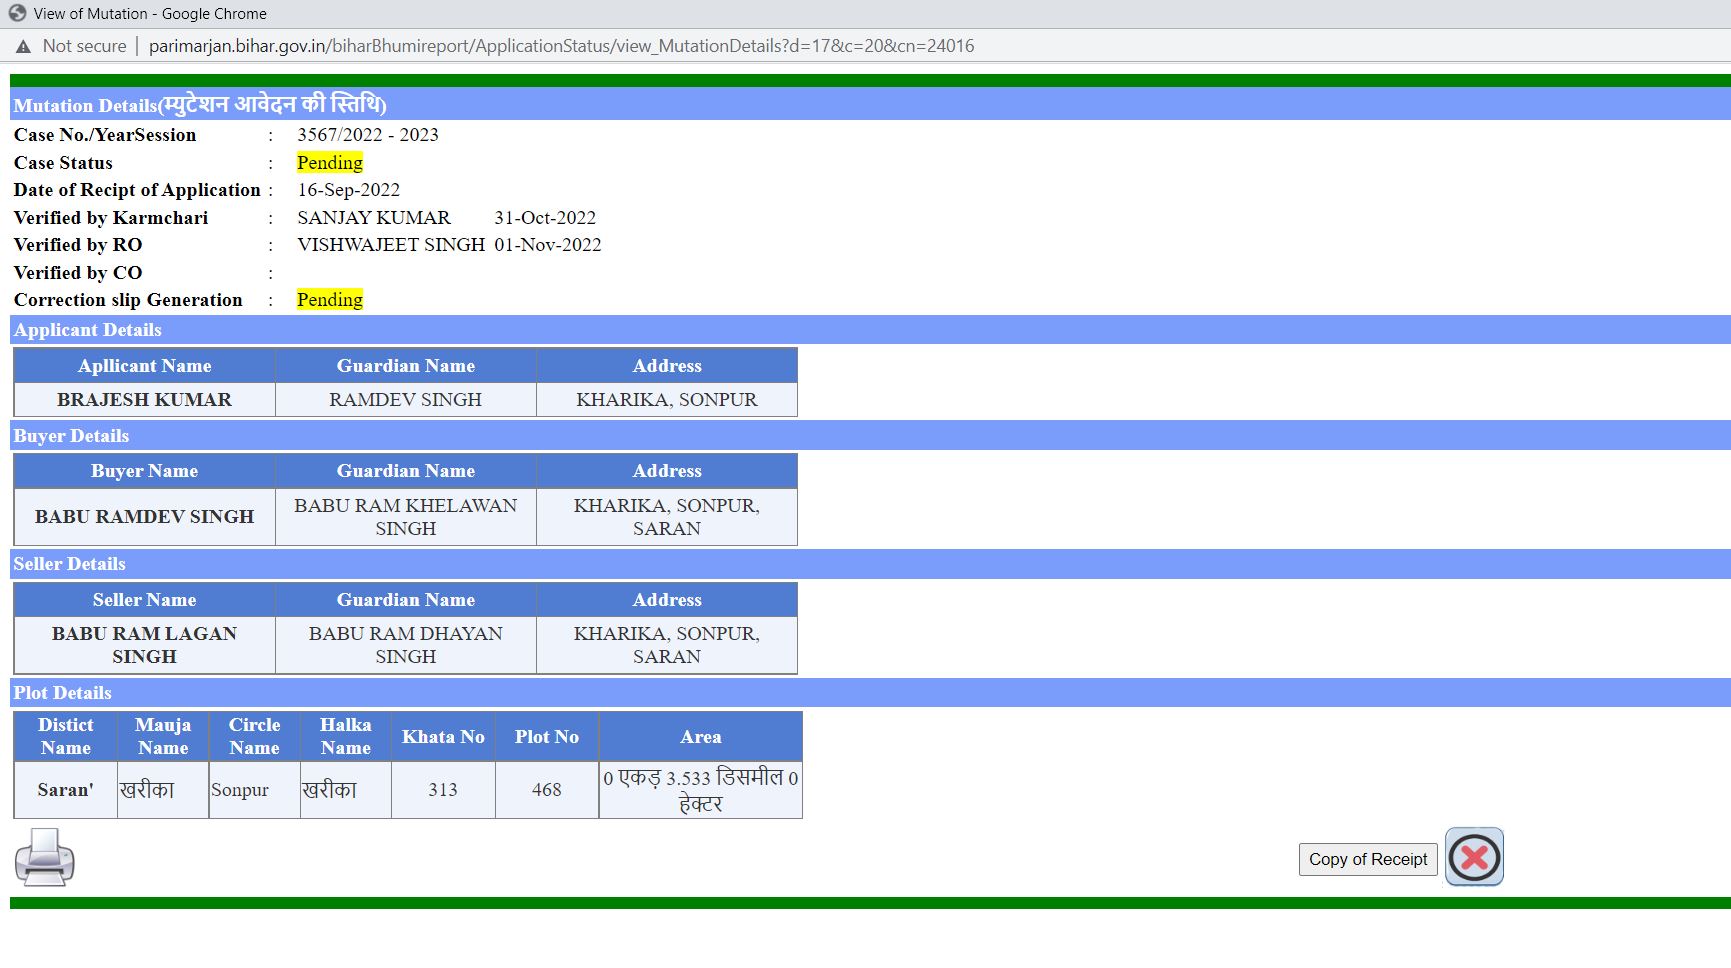 View of Mutation - Google Chrome
Not secure | parimarjan.bihar.gov.in/biharBhumireport/ApplicationStatus/view_MutationDetails?d=17&c=20&cn=24016
Mutation Details(म्युटेशन आवेदन की स्तिथि)
Case No./YearSession : 3567/2022 - 2023
Case Status : Pending
Date of Recipt of Application : 16-Sep-2022
Verified by Karmchari : SANJAY KUMAR 31-Oct-2022
Verified by RO : VISHWAJEET SINGH 01-Nov-2022
Verified by CO :
Correction slip Generation : Pending
Applicant Details
Apllicant Name Guardian Name Address
BRAJESH KUMAR RAMDEV SINGH KHARIKA, SONPUR
Buyer Details
Buyer Name Guardian Name Address
BABU RAMDEV SINGH BABU RAM KHELAWAN SINGH KHARIKA, SONPUR, SARAN
Seller Details
Seller Name Guardian Name Address
BABU RAM LAGAN SINGH BABU RAM DHAYAN SINGH KHARIKA, SONPUR, SARAN
Plot Details
Distict Name Mauja Name Circle Name Halka Name Khata No Plot No Area
Saran' खरीका Sonpur खरीका 313 468 0 एकड़ 3.533 डिसमील 0 हेक्टर
Copy of Receipt